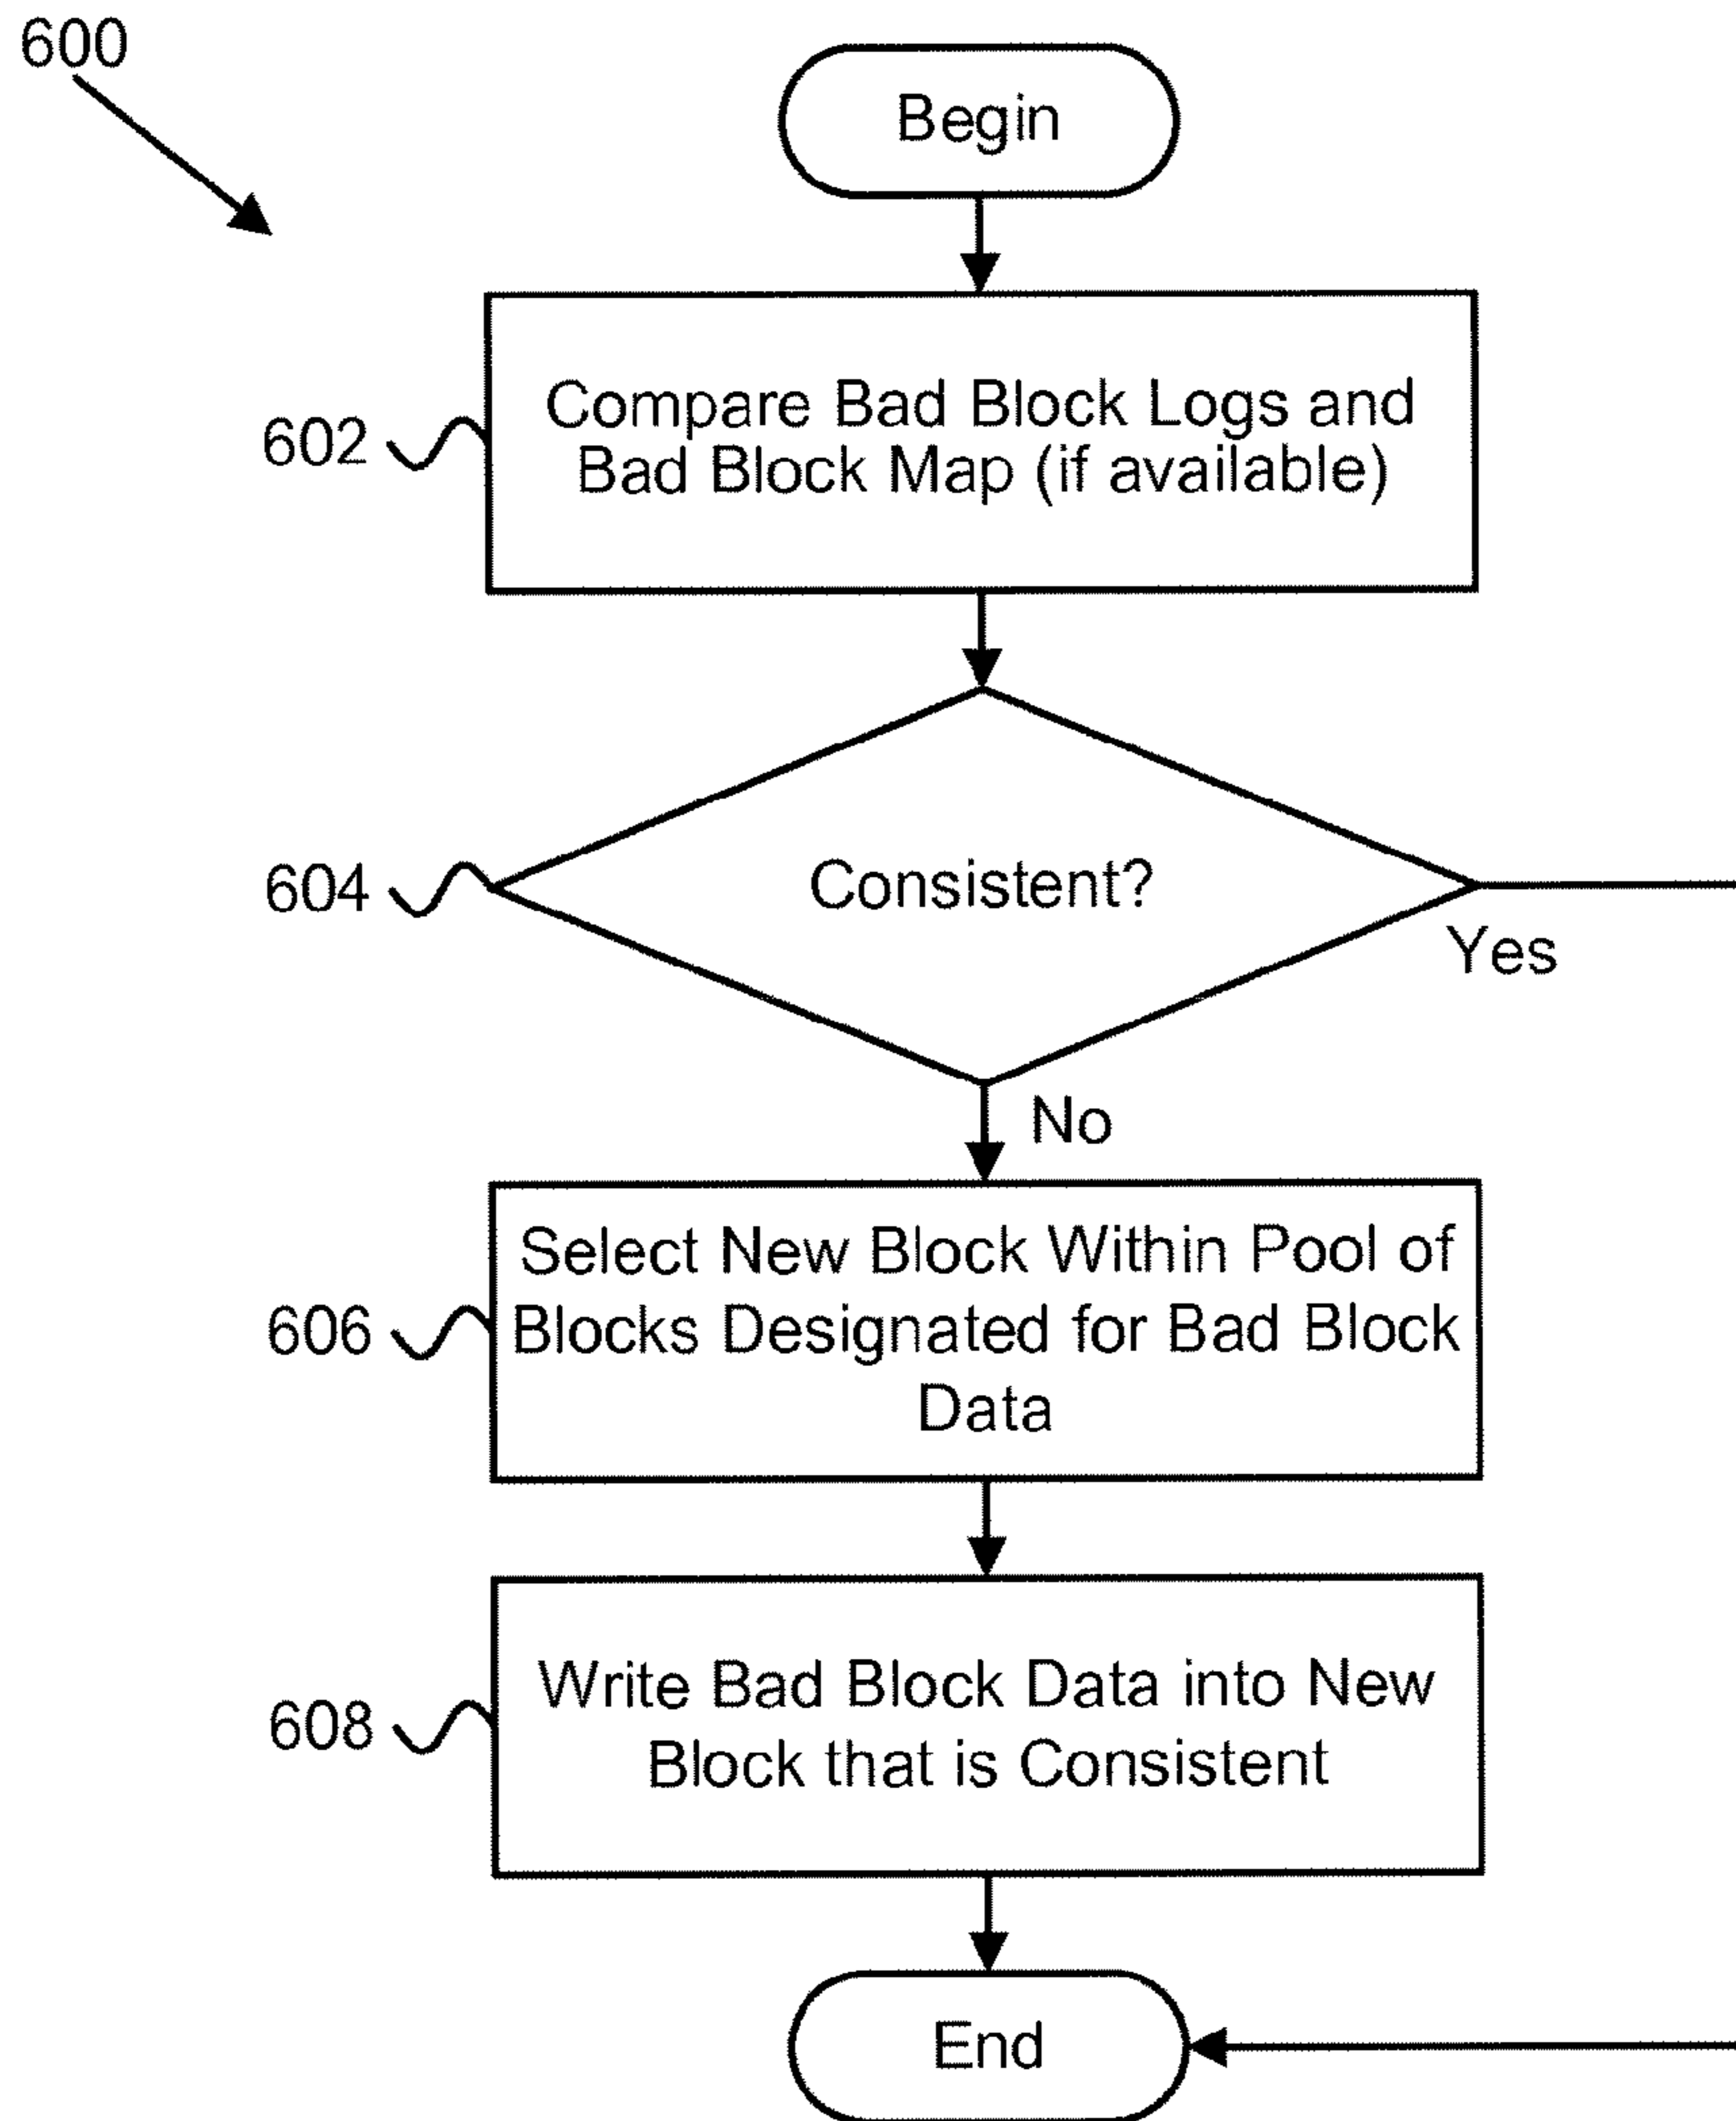 600
Begin
602
Compare Bad Block Logs and
Bad Block Map (if available)
604
Consistent?
Yes
No
606
Select New Block Within Pool of
Blocks Designated for Bad Block
Data
608
Write Bad Block Data into New
Block that is Consistent
End